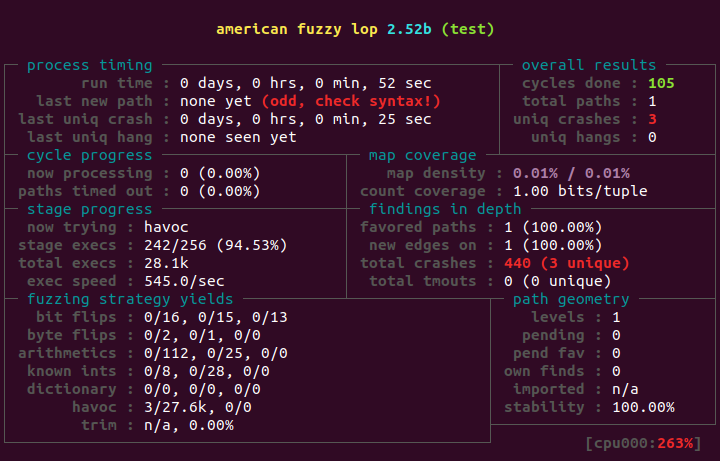 american fuzzy lop 2.52b (test)
process timing overall results
run time : 0 days, 0 hrs, 0 min, 52 sec cycles done : 105
last new path : none yet (odd, check syntax!) total paths : 1
last uniq crash : 0 days, 0 hrs, 0 min, 25 sec uniq crashes : 3
last uniq hang : none seen yet uniq hangs : 0
cycle progress map coverage
now processing : 0 (0.00%) map density : 0.01% / 0.01%
paths timed out : 0 (0.00%) count coverage : 1.00 bits/tuple
stage progress findings in depth
now trying : havoc favored paths : 1 (100.00%)
stage execs : 242/256 (94.53%) new edges on : 1 (100.00%)
total execs : 28.1k total crashes : 440 (3 unique)
exec speed : 545.0/sec total tmouts : 0 (0 unique)
fuzzing strategy yields path geometry
bit flips : 0/16, 0/15, 0/13 levels : 1
byte flips : 0/2, 0/1, 0/0 pending : 0
arithmetics : 0/112, 0/25, 0/0 pend fav : 0
known ints : 0/8, 0/28, 0/0 own finds : 0
dictionary : 0/0, 0/0, 0/0 imported : n/a
havoc : 3/27.6k, 0/0 stability : 100.00%
trim : n/a, 0.00%
[cpu000:263%]